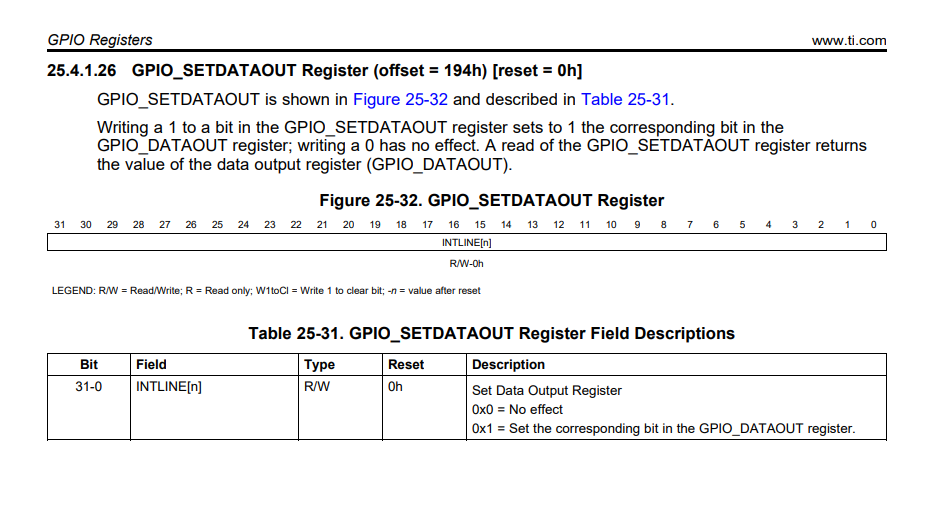 GPIO Registers www.ti.com
25.4.1.26 GPIO_SETDATAOUT Register (offset = 194h) [reset = 0h]
GPIO_SETDATAOUT is shown in Figure 25-32 and described in Table 25-31.
Writing a 1 to a bit in the GPIO_SETDATAOUT register sets to 1 the corresponding bit in the
GPIO_DATAOUT register; writing a 0 has no effect. A read of the GPIO_SETDATAOUT register returns
the value of the data output register (GPIO_DATAOUT).
Figure 25-32. GPIO_SETDATAOUT Register
31 30 29 28 27 26 25 24 23 22 21 20 19 18 17 16 15 14 13 12 11 10 9 8 7 6 5 4 3 2 1 0
INTLINE[n]
R/W-0h
LEGEND: R/W = Read/Write; R = Read only; W1toCl = Write 1 to clear bit; -n = value after reset
Table 25-31. GPIO_SETDATAOUT Register Field Descriptions
Bit Field Type Reset Description
31-0 INTLINE[n] R/W 0h Set Data Output Register
0x0 = No effect
0x1 = Set the corresponding bit in the GPIO_DATAOUT register.